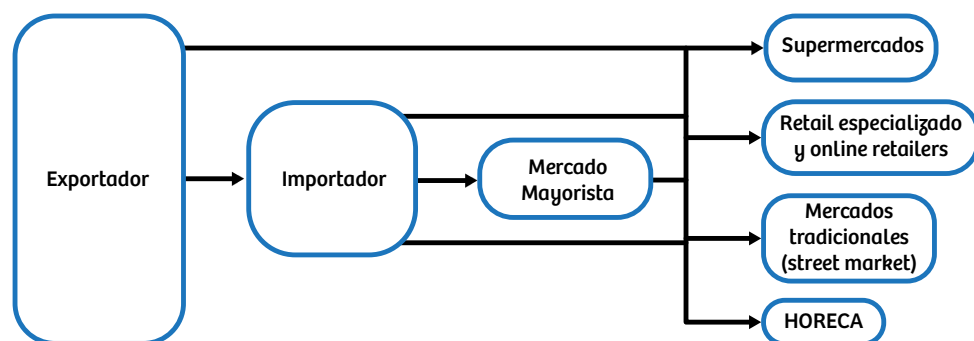 Exportador
Importador
Mercado
Mayorista
Supermercados
Retail especializado
y online retailers
Mercados
tradicionales
(street market)
HORECA